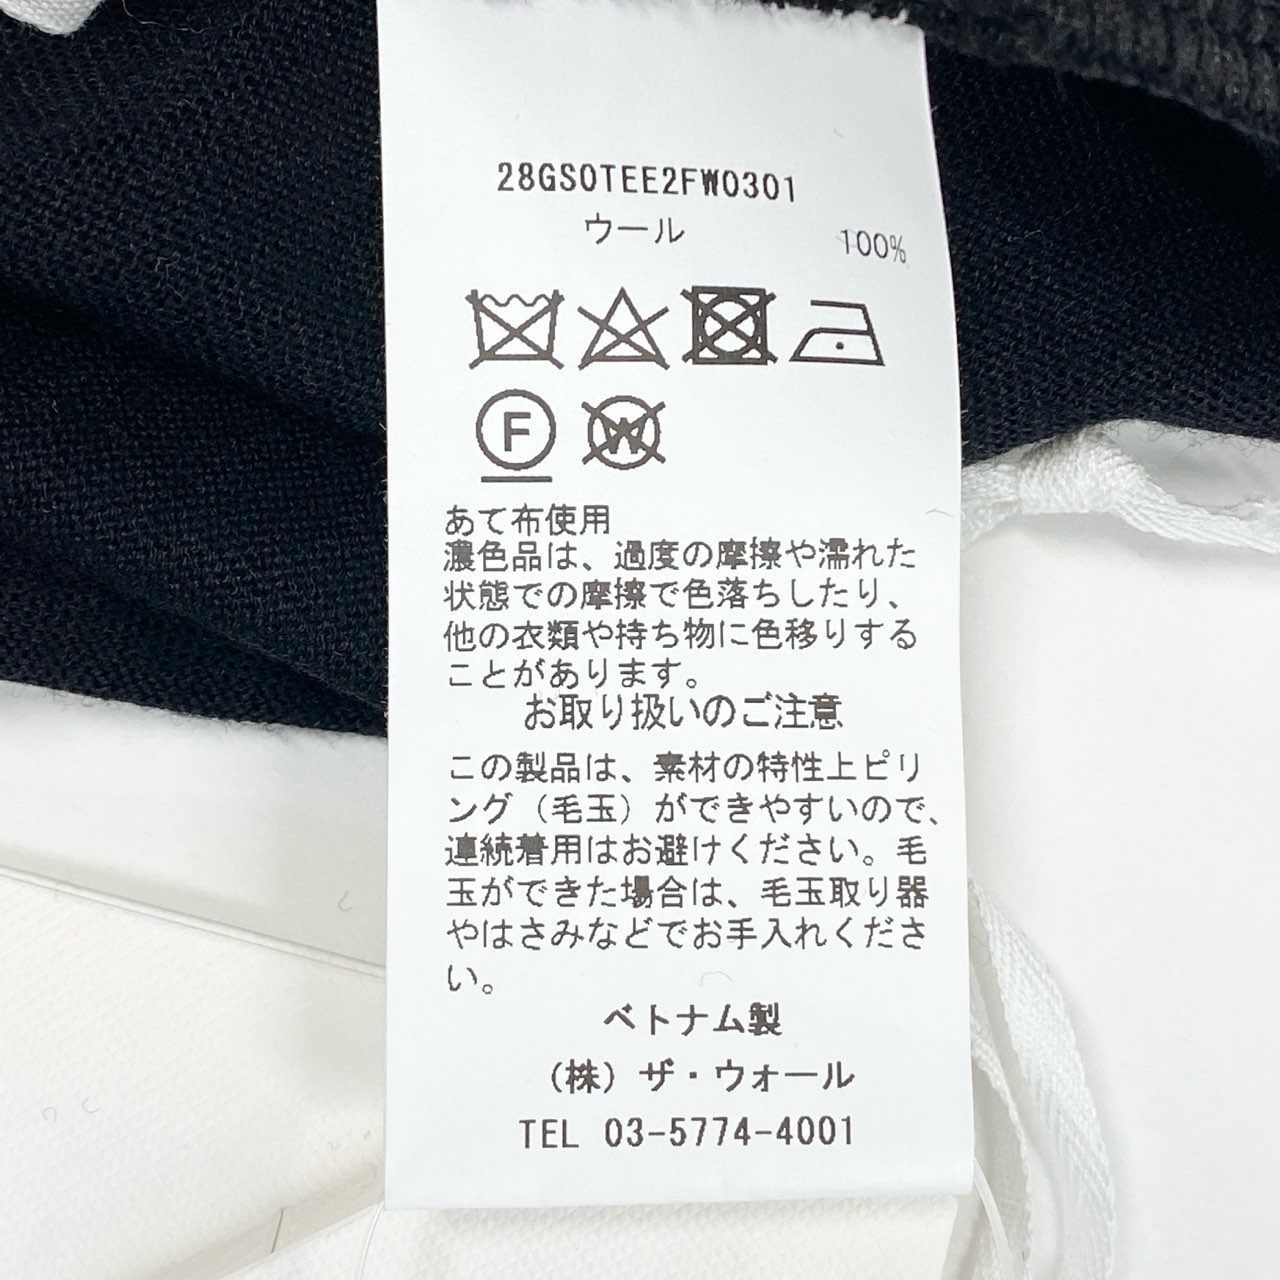 28GS0TEE2FW0301
ウール 100%
F W
あて布使用
濃色品は、過度の摩擦や濡れた
状態での摩擦で色落ちしたり、
他の衣類や持ち物に色移りする
ことがあります。
お取り扱いのご注意
この製品は、素材の特性上ピリ
ング（毛玉）ができやすいので、
連続着用はお避けください。毛
玉ができた場合は、毛玉取り器
やはさみなどでお手入れくださ
い。
ベトナム製
（株）ザ・ウォール
TEL 03-5774-4001